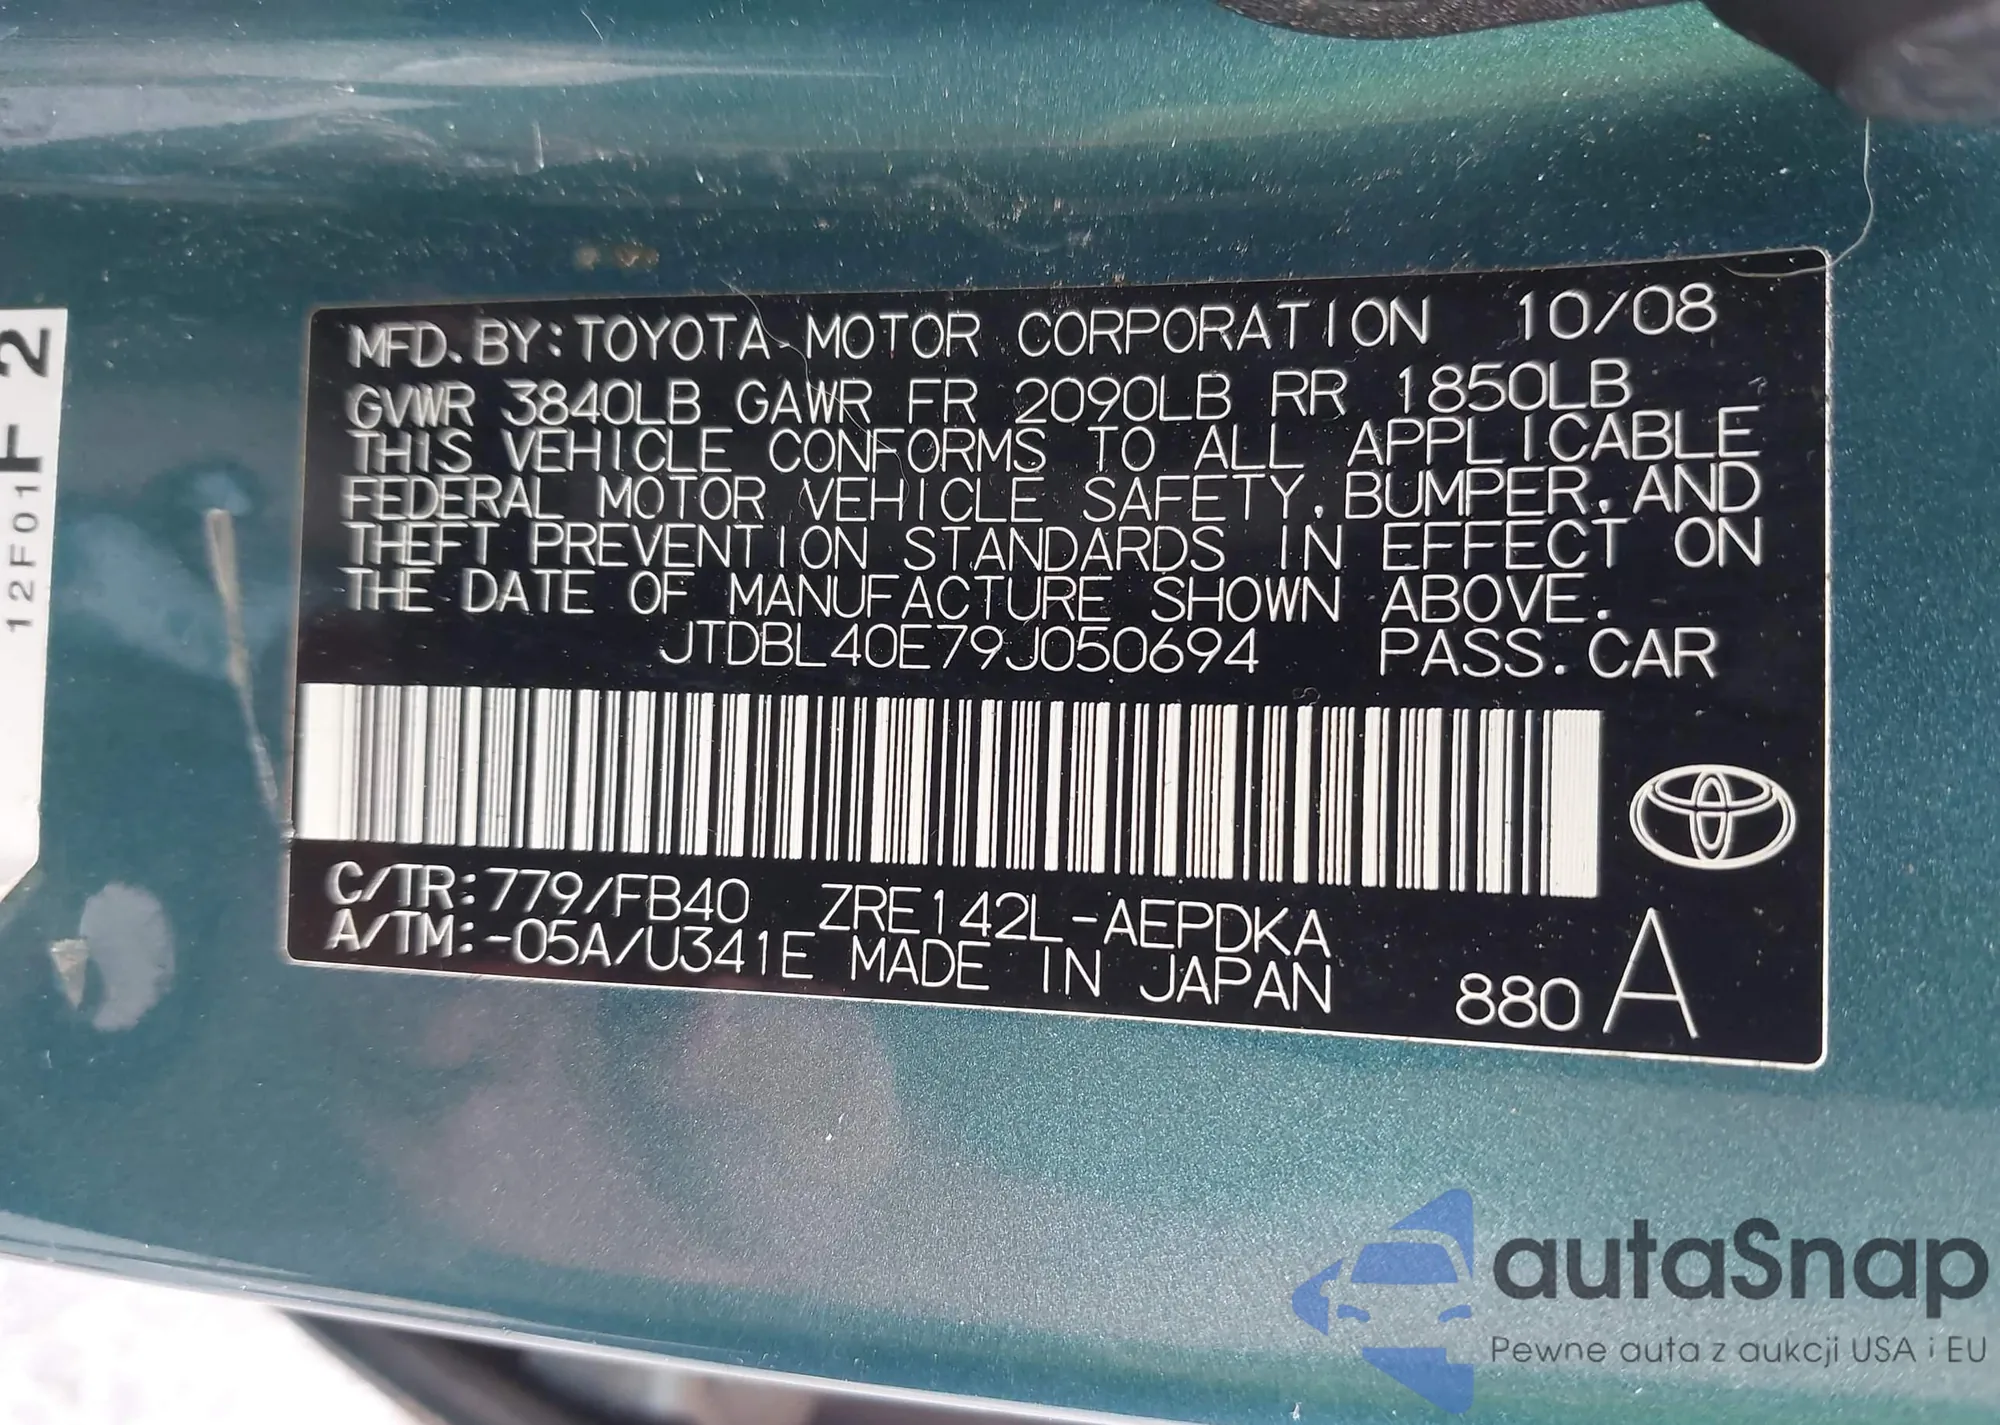 F 2
12F01
MFD. BY: TOYOTA MOTOR CORPORATION 10/08
GVWR 3840LB GAWR FR 2090LB RR 1850LB
THIS VEHICLE CONFORMS TO ALL APPLICABLE
FEDERAL MOTOR VEHICLE SAFETY, BUMPER, AND
THEFT PREVENTION STANDARDS IN EFFECT ON
THE DATE OF MANUFACTURE SHOWN ABOVE.
JTDBL40E79J050694 PASS. CAR
C/TR: 779/FB40 ZRE142L-AEPDKA
A/TM: -05A/U341E MADE IN JAPAN
880 A
autaSnap
Pewne auta z aukcji USA i EU